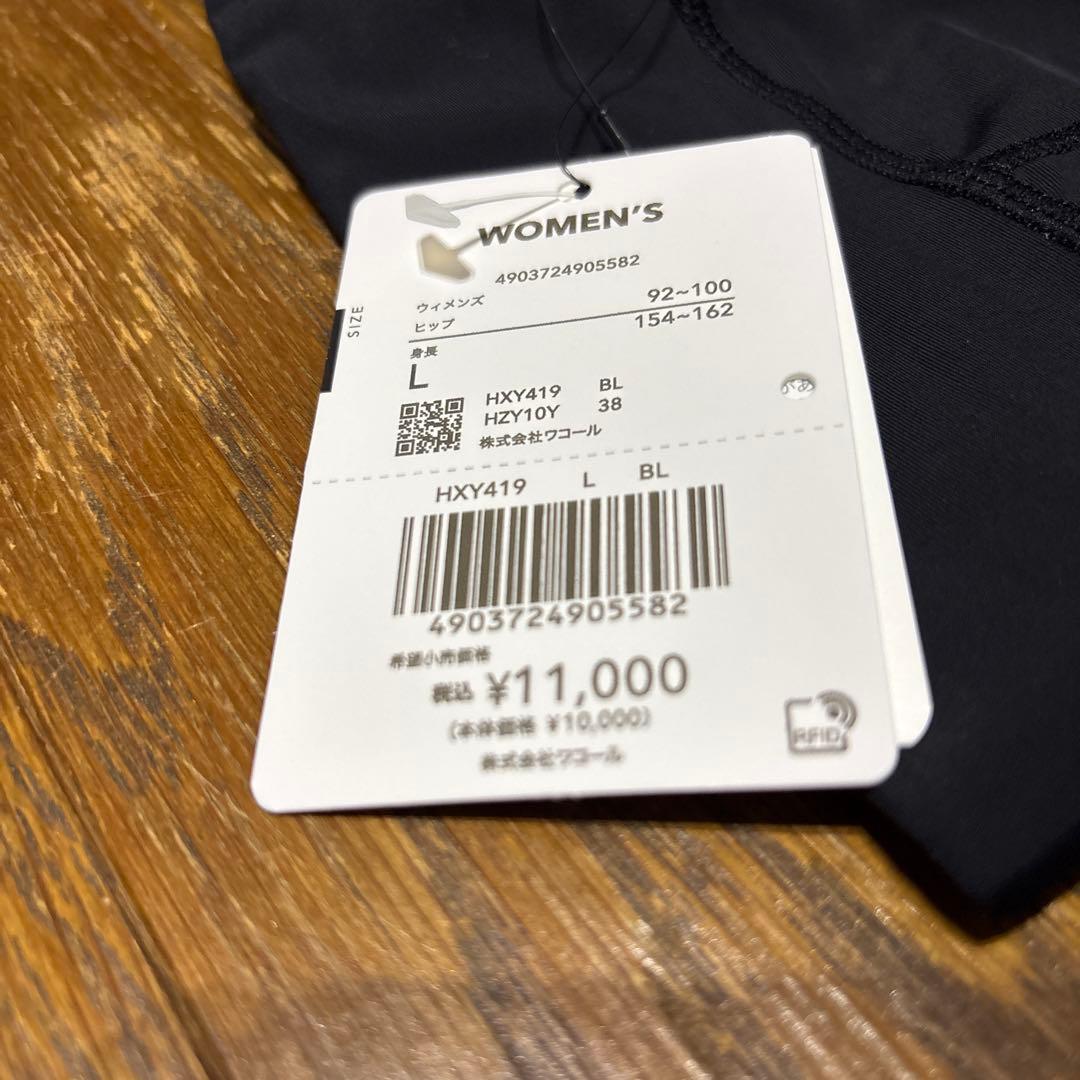 WOMEN'S
4903724905582
SIZE
ウィメンズ
ヒップ 92~100
身長 154~162
L
HXY419 BL
HZY10Y 38
株式会社ワコール
HXY419 L BL
4903724905582
希望小売価格
税込 ¥11,000
(本体価格 ¥10,000)
株式会社ワコール
RFID